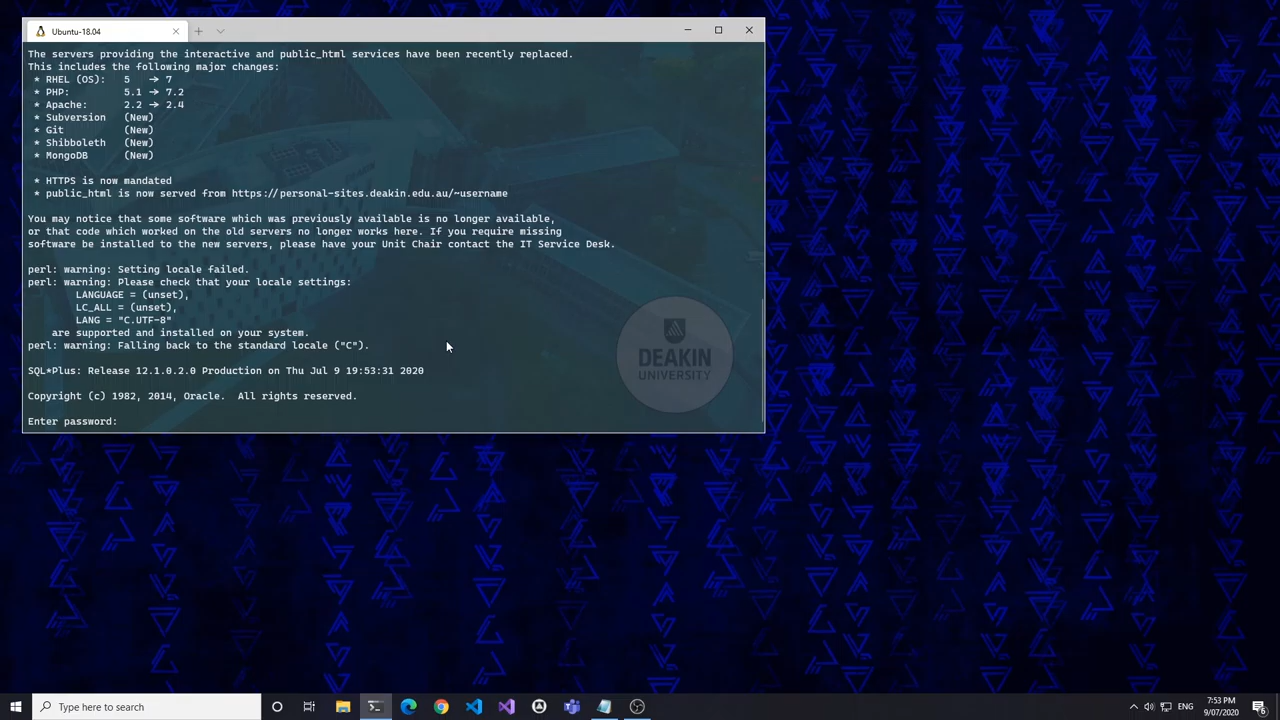 Ubuntu-18.04
The servers providing the interactive and public_html services have been recently replaced.
This includes the following major changes:
* RHEL (OS): 5 → 7
* PHP: 5.1 → 7.2
* Apache: 2.2 → 2.4
* Subversion (New)
* Git (New)
* Shibboleth (New)
* MongoDB (New)
* HTTPS is now mandated
* public_html is now served from https://personal-sites.deakin.edu.au/~username
You may notice that some software which was previously available is no longer available,
or that code which worked on the old servers no longer works here. If you require missing
software be installed to the new servers, please have your Unit Chair contact the IT Service Desk.
perl: warning: Setting locale failed.
perl: warning: Please check that your locale settings:
LANGUAGE = (unset),
LC_ALL = (unset),
LANG = "C.UTF-8"
are supported and installed on your system.
perl: warning: Falling back to the standard locale ("C").
SQL*Plus: Release 12.1.0.2.0 Production on Thu Jul 9 19:53:31 2020
Copyright (c) 1982, 2014, Oracle. All rights reserved.
Enter password:
DEAKIN
UNIVERSITY
Type here to search
ENG
7:53 PM
9/07/2020
6